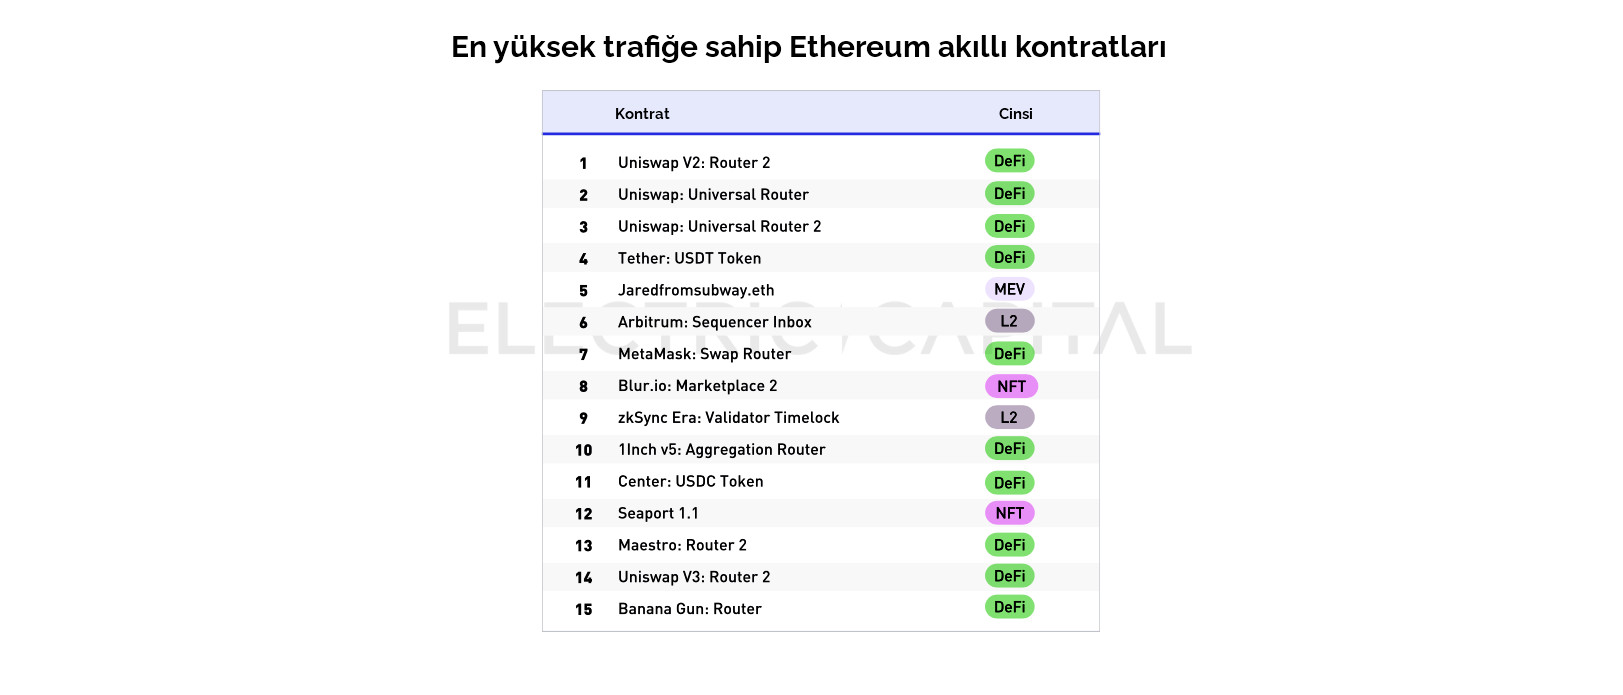 En yüksek trafiğe sahip Ethereum akıllı kontratları
Kontrat Cinsi
1 Uniswap V2: Router 2 DeFi
2 Uniswap: Universal Router DeFi
3 Uniswap: Universal Router 2 DeFi
4 Tether: USDT Token DeFi
5 Jaredfromsubway.eth MEV
ELECTRIC CAPITAL
6 Arbitrum: Sequencer Inbox L2
7 MetaMask: Swap Router DeFi
8 Blur.io: Marketplace 2 NFT
9 zkSync Era: Validator Timelock L2
10 1Inch v5: Aggregation Router DeFi
11 Center: USDC Token DeFi
12 Seaport 1.1 NFT
13 Maestro: Router 2 DeFi
14 Uniswap V3: Router 2 DeFi
15 Banana Gun: Router DeFi